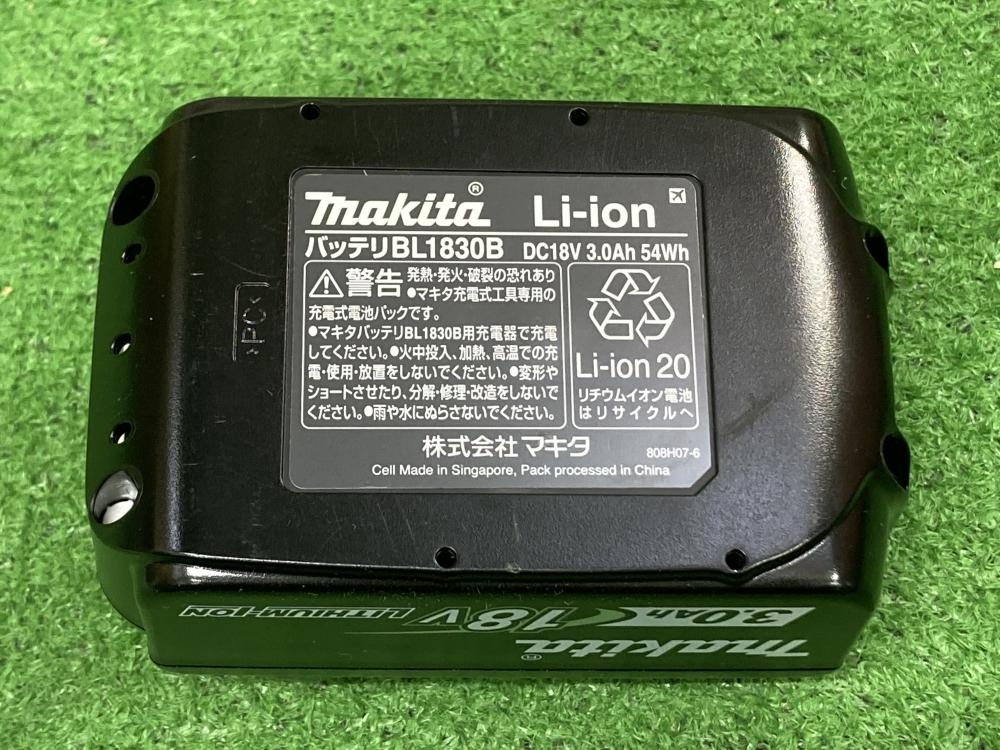 makita® Li-ion
バッテリBL1830B DC18V 3.0Ah 54Wh
警告 発熱・発火・破裂の恐れあり
●マキタ充電式工具専用の
充電式電池パックです。
●マキタバッテリBL1830B用充電器で充電
してください。●火中投入、加熱、高温での充
電・使用・放置をしないでください。●変形や
ショートさせたり、分解・修理・改造をしないで
ください。●雨や水にぬらさないでください。
Li-ion 20
リチウムイオン電池
はリサイクルへ
株式会社 マキタ 808H07-6
Cell Made in Singapore, Pack processed in China
>PC<
makita®
3.0Ah 18V LITHIUM-ION